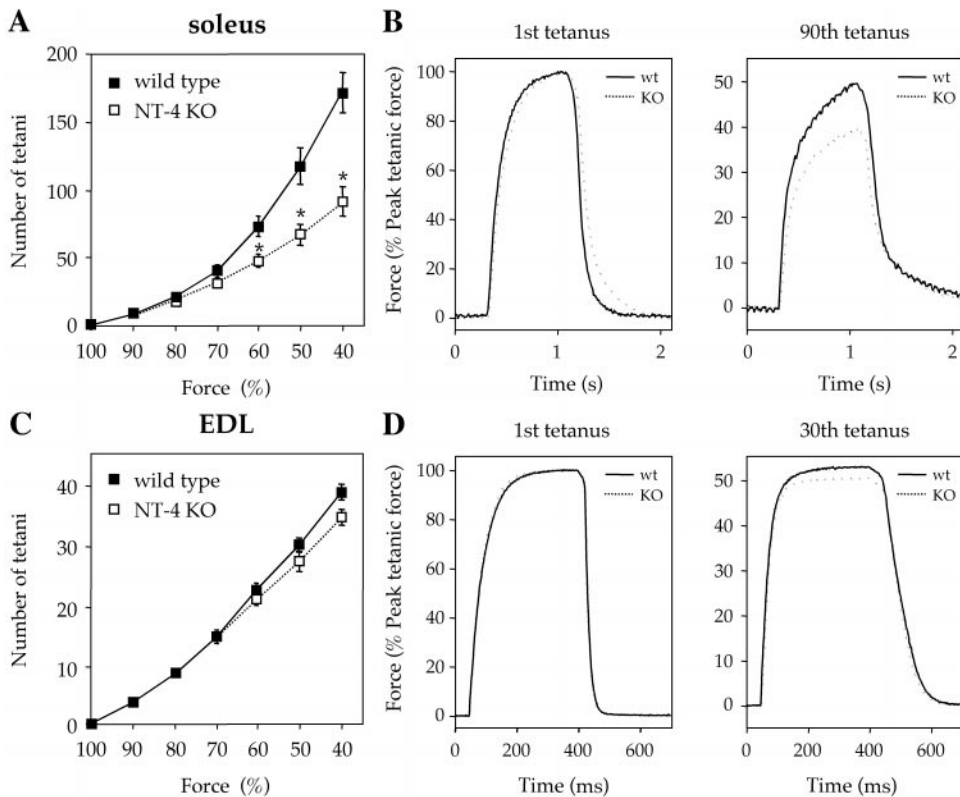 A
soleus
Number of tetani
200
150
100
50
0
wild type
NT-4 KO
*
*
*
100 90 80 70 60 50 40
Force (%)
B
1st tetanus
Force (% Peak tetanic force)
100
80
60
40
20
0
wt
KO
0 1 2
Time (s)
90th tetanus
50
40
30
20
10
0
wt
KO
0 1 2
Time (s)
C
EDL
Number of tetani
40
30
20
10
0
wild type
NT-4 KO
100 90 80 70 60 50 40
Force (%)
D
1st tetanus
Force (% Peak tetanic force)
100
80
60
40
20
0
wt
KO
0 200 400 600
Time (ms)
30th tetanus
50
40
30
20
10
0
wt
KO
0 200 400 600
Time (ms)